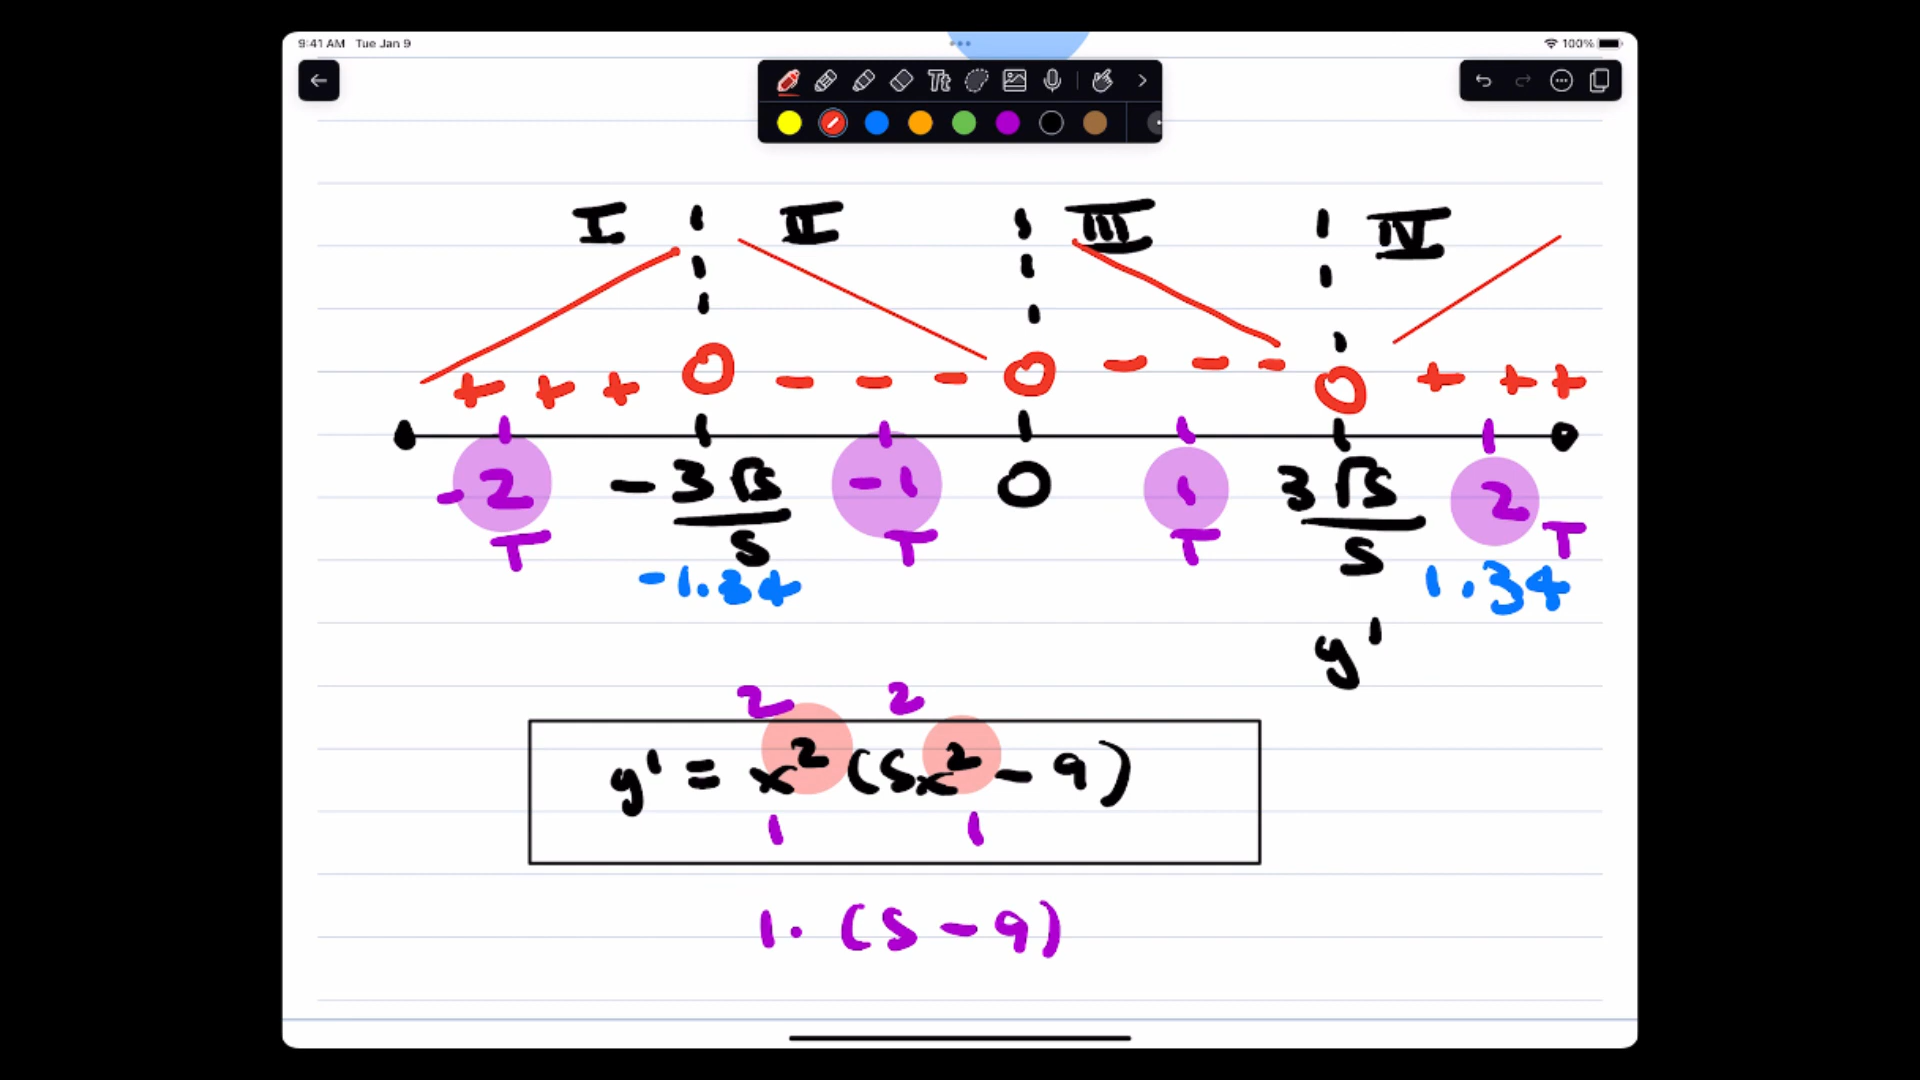 9:41 AM Tue Jan 9 100%
Tt
I II III IV
+ + + 0 - - - 0 - - - 0 + + +
-2 -3√5/5 -1 0 1 3√5/5 2
T T T T
-1.34 1.34
y'
2 2
y' = x² (5x² - 9)
1 1
1 · (5 - 9)